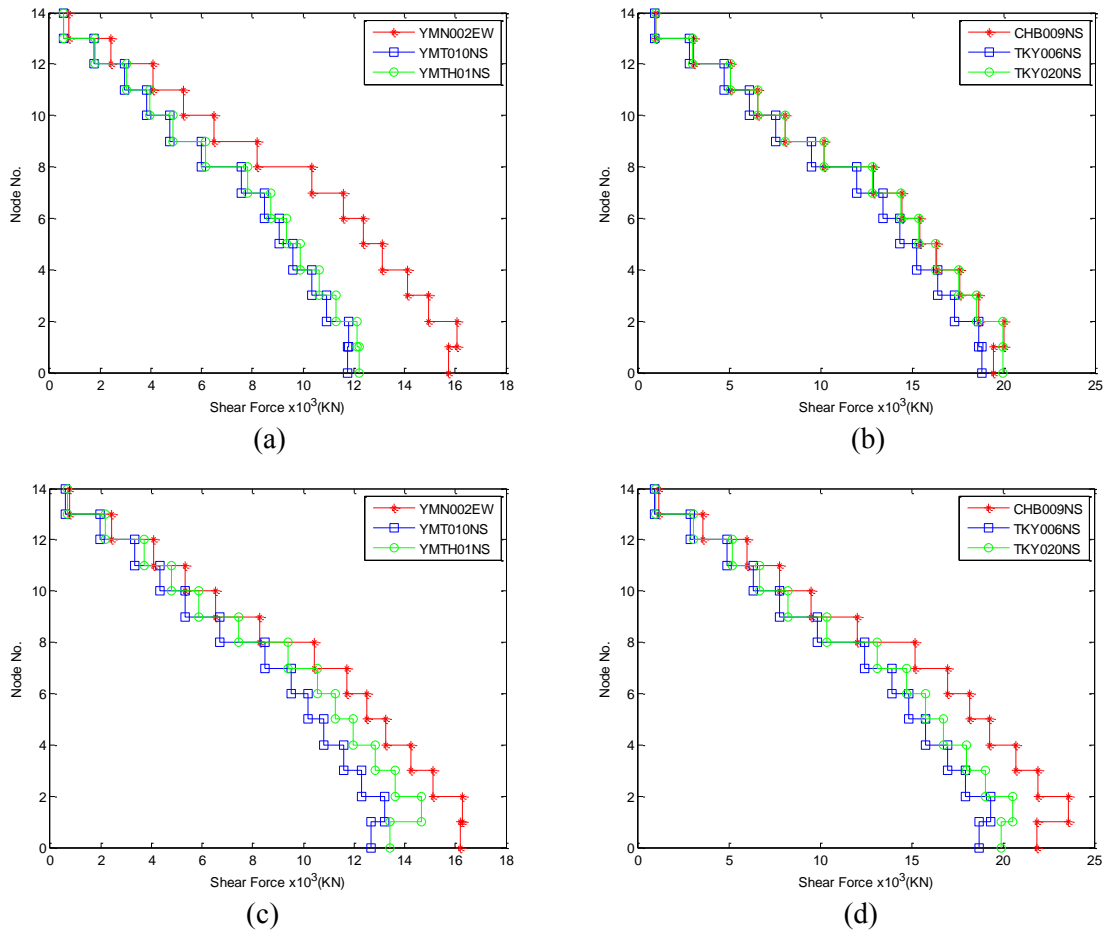 14
12
10
8
6
4
2
0
Node No.
0 2 4 6 8 10 12 14 16 18
Shear Force x10³(KN)
YMN002EW
YMT010NS
YMTH01NS
(a)
14
12
10
8
6
4
2
0
Node No.
0 5 10 15 20 25
Shear Force x10³(KN)
CHB009NS
TKY006NS
TKY020NS
(b)
14
12
10
8
6
4
2
0
Node No.
0 2 4 6 8 10 12 14 16 18
Shear Force x10³(KN)
YMN002EW
YMT010NS
YMTH01NS
(c)
14
12
10
8
6
4
2
0
Node No.
0 5 10 15 20 25
Shear Force x10³(KN)
CHB009NS
TKY006NS
TKY020NS
(d)